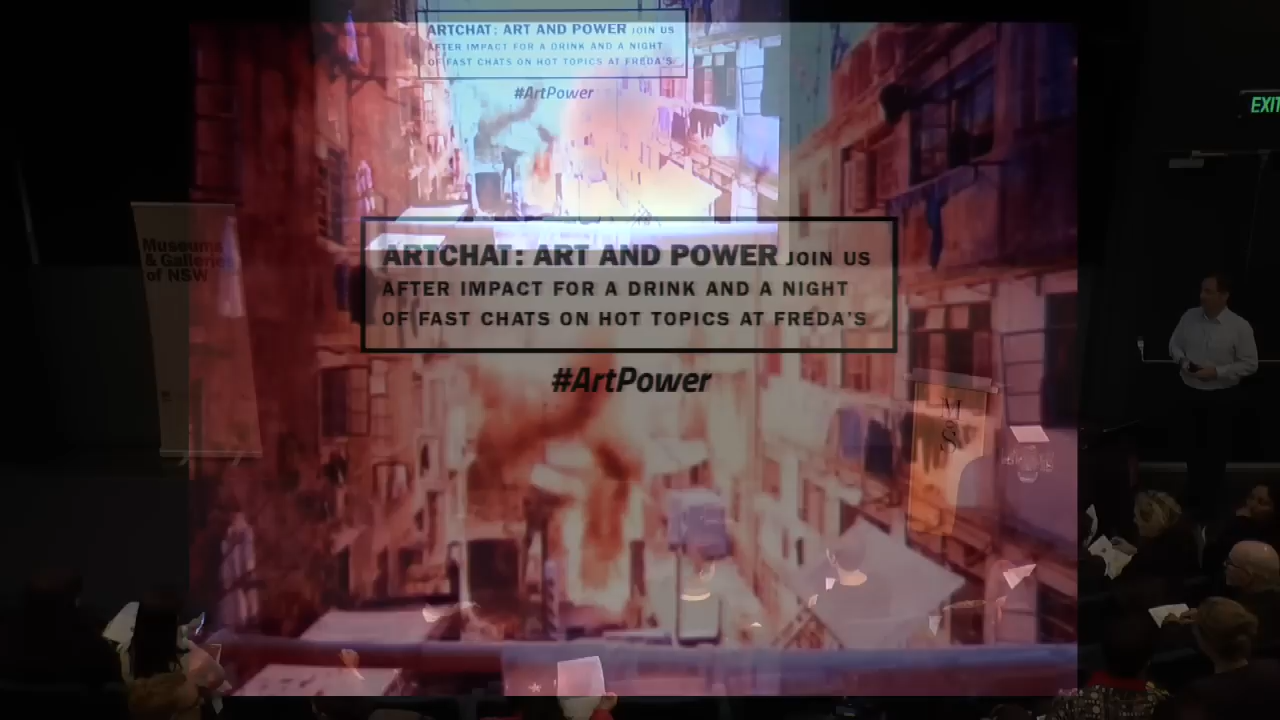 ARTCHAT: ART AND POWER JOIN US
AFTER IMPACT FOR A DRINK AND A NIGHT
OF FAST CHATS ON HOT TOPICS AT FREDA'S
#ArtPower
EXIT
Museums
& Galleries
of NSW
ARTCHAT: ART AND POWER JOIN US
AFTER IMPACT FOR A DRINK AND A NIGHT
OF FAST CHATS ON HOT TOPICS AT FREDA'S
#ArtPower
M
&